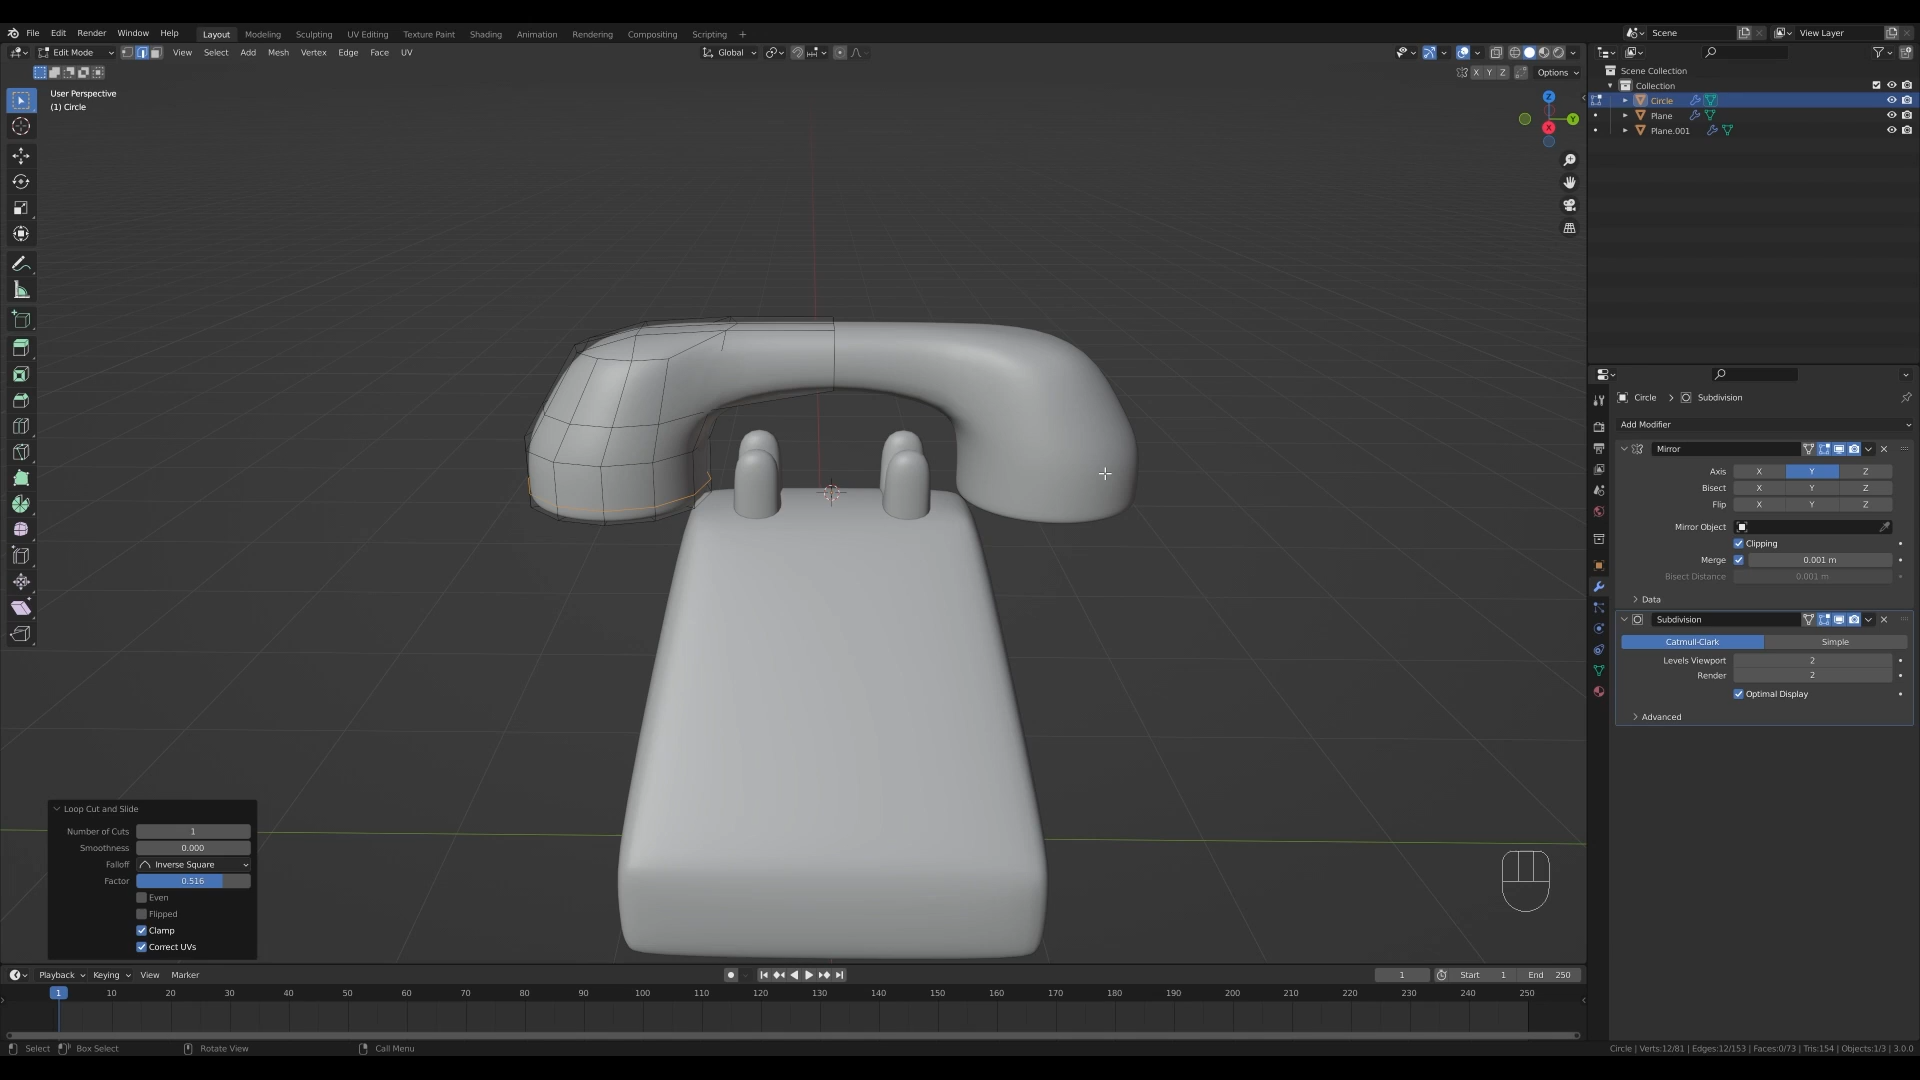 File Edit Render Window Help Layout Modeling Sculpting UV Editing Texture Paint Shading Animation Rendering Compositing Scripting + Scene View Layer
Edit Mode View Select Add Mesh Vertex Edge Face UV Global
X Y Z Options
User Perspective
(1) Circle
Z
Y
X
Scene Collection
Collection
Circle
Plane
Plane.001
Circle > Subdivision
Add Modifier
Mirror
Axis X Y Z
Bisect X Y Z
Flip X Y Z
Mirror Object
Clipping
Merge 0.001 m
Bisect Distance 0.001 m
Data
Subdivision
Catmull-Clark Simple
Levels Viewport 2
Render 2
Optimal Display
Advanced
Loop Cut and Slide
Number of Cuts 1
Smoothness 0.000
Falloff Inverse Square
Factor 0.516
Even
Flipped
Clamp
Correct UVs
Playback Keying View Marker 1 Start 1 End 250
1 10 20 30 40 50 60 70 80 90 100 110 120 130 140 150 160 170 180 190 200 210 220 230 240 250
Select Box Select Rotate View Call Menu Circle | Verts:12/81 | Edges:12/153 | Faces:0/73 | Tris:154 | Objects:1/3 | 3.0.0